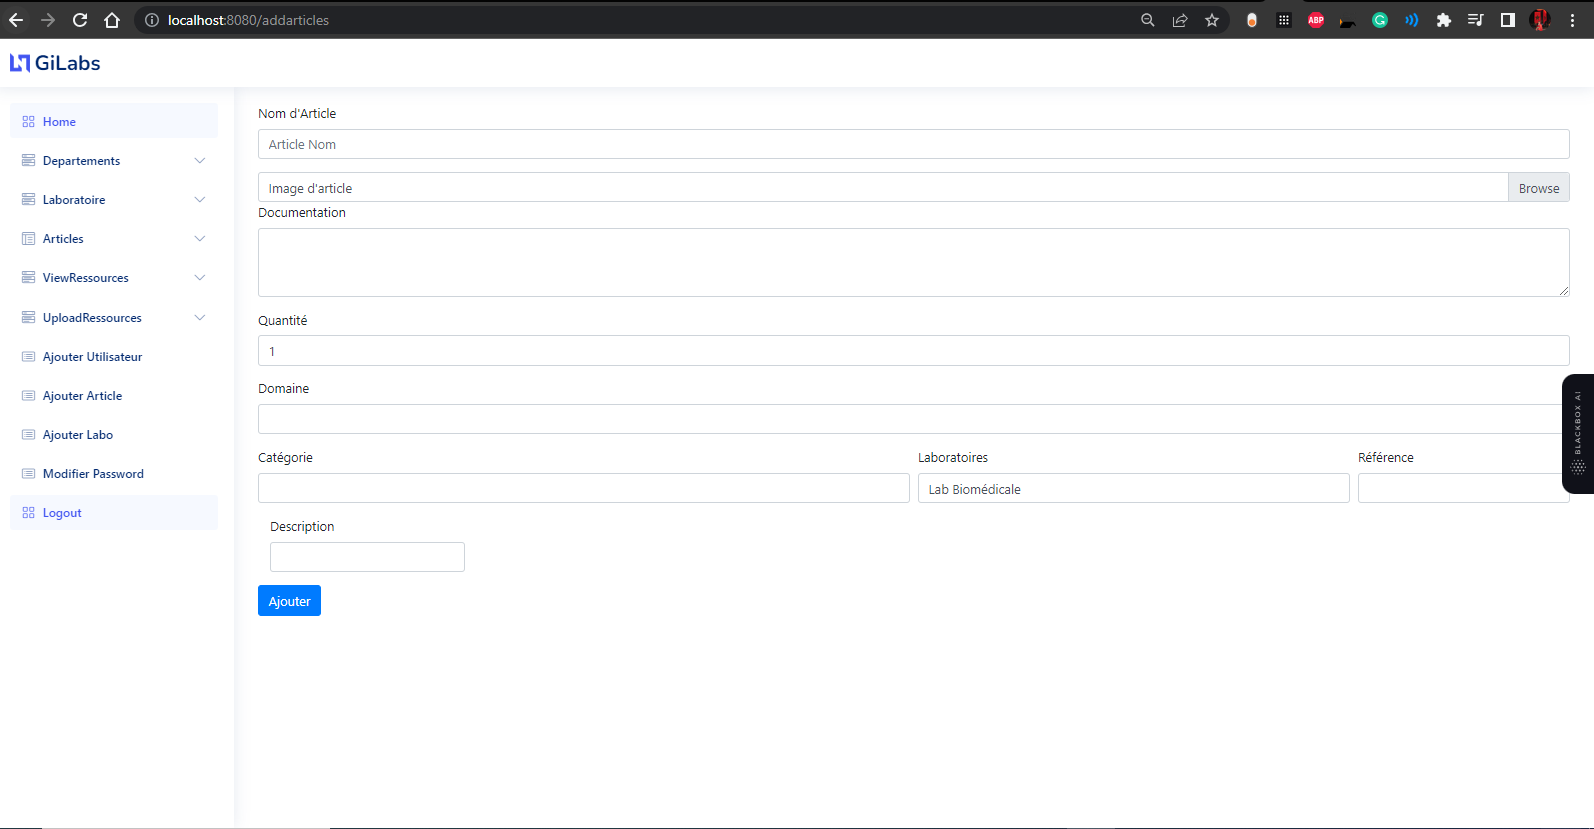 localhost:8080/addarticles
ABP
GiLabs
Home
Departements
Laboratoire
Articles
ViewRessources
UploadRessources
Ajouter Utilisateur
Ajouter Article
Ajouter Labo
Modifier Password
Logout
Nom d'Article
Article Nom
Image d'article Browse
Documentation
Quantité
1
Domaine
Catégorie Laboratoires Référence
Lab Biomédicale
Description
Ajouter
BLACKBOX AI